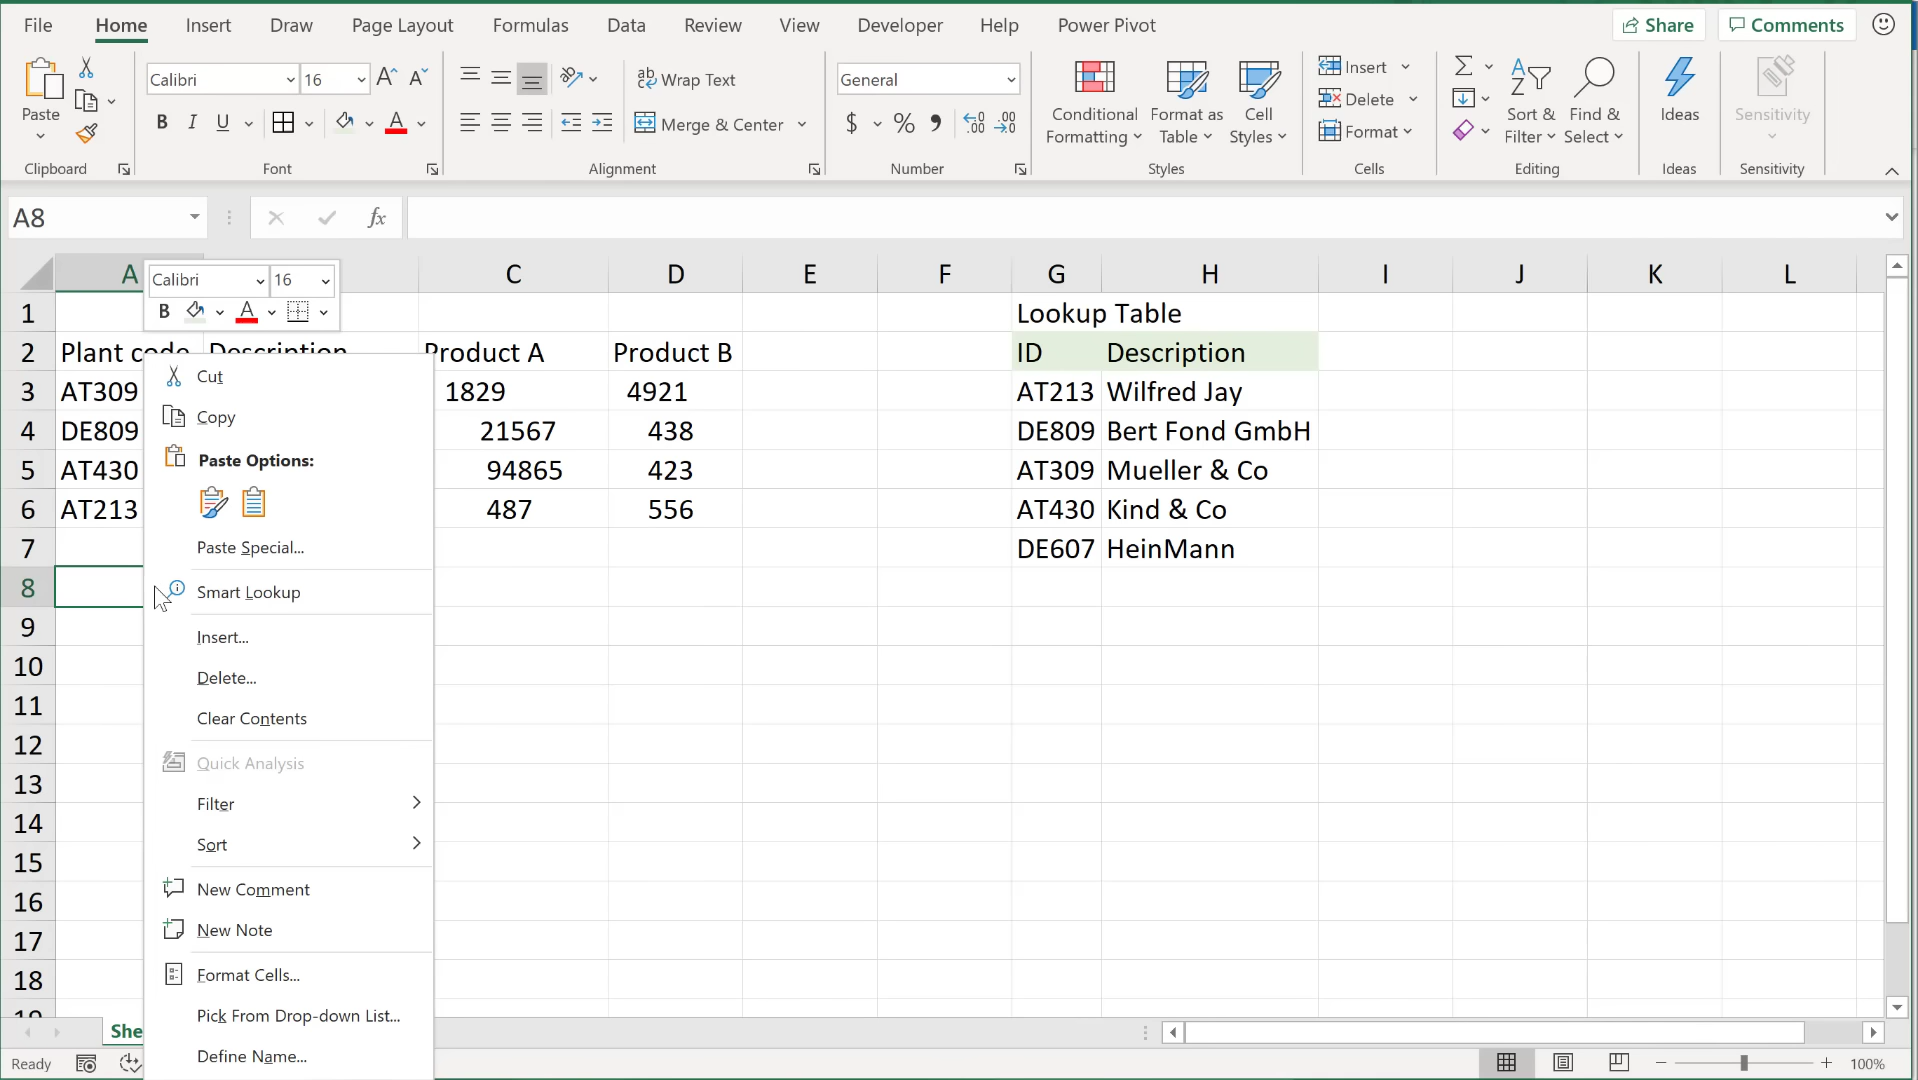 File Home Insert Draw Page Layout Formulas Data Review View Developer Help Power Pivot Share Comments
Calibri 16 A A ab Wrap Text General Insert
Delete
Paste Conditional Format as Cell Sort & Find & Ideas Sensitivity
B I U A Merge & Center $ % Formatting Table Styles Format Filter Select
Clipboard Font Alignment Number Styles Cells Editing Ideas Sensitivity
A8 fx
A C D E F G H I J K L
Calibri 16
B A
1 Lookup Table
2 Plant code Description Product A Product B ID Description
3 AT309 1829 4921 AT213 Wilfred Jay
4 DE809 21567 438 DE809 Bert Fond GmbH
5 AT430 94865 423 AT309 Mueller & Co
6 AT213 487 556 AT430 Kind & Co
7 DE607 HeinMann
8
9
10
11
12
13
14
15
16
17
18
19
Cut
Copy
Paste Options:
Paste Special...
Smart Lookup
Insert...
Delete...
Clear Contents
Quick Analysis
Filter
Sort
New Comment
New Note
Format Cells...
Pick From Drop-down List...
Define Name...
She
Ready 100%